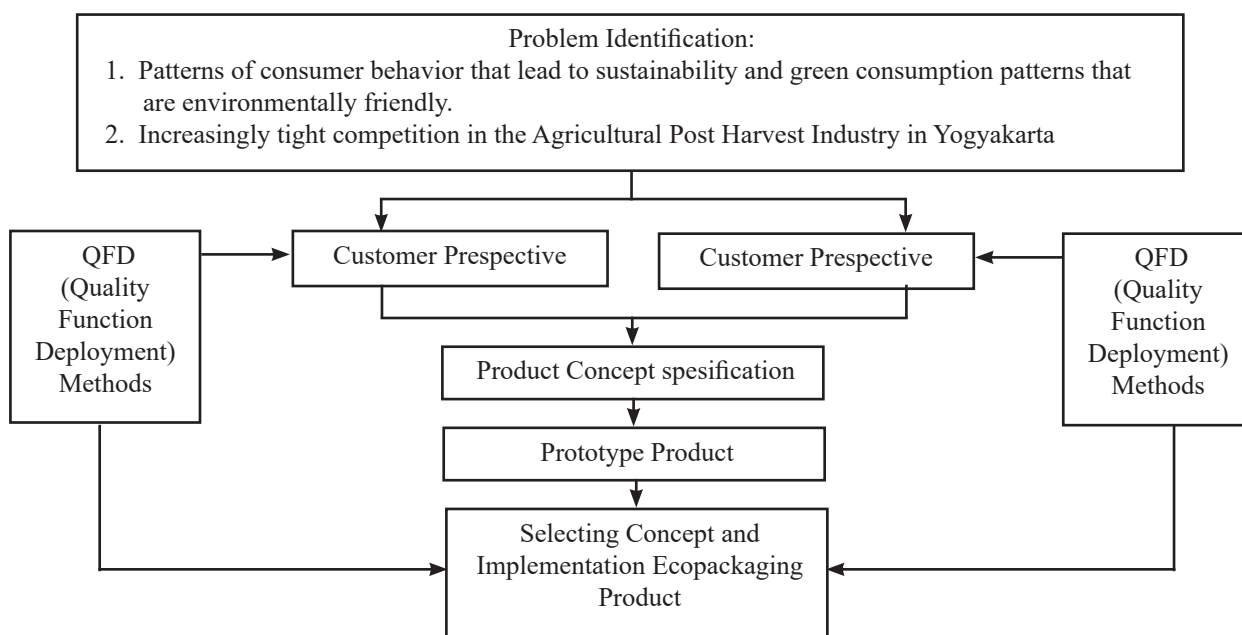 Problem Identification:
1. Patterns of consumer behavior that lead to sustainability and green consumption patterns that
are environmentally friendly.
2. Increasingly tight competition in the Agricultural Post Harvest Industry in Yogyakarta
QFD
(Quality
Function
Deployment)
Methods
Customer Prespective
Customer Prespective
QFD
(Quality
Function
Deployment)
Methods
Product Concept spesification
Prototype Product
Selecting Concept and
Implementation Ecopackaging
Product